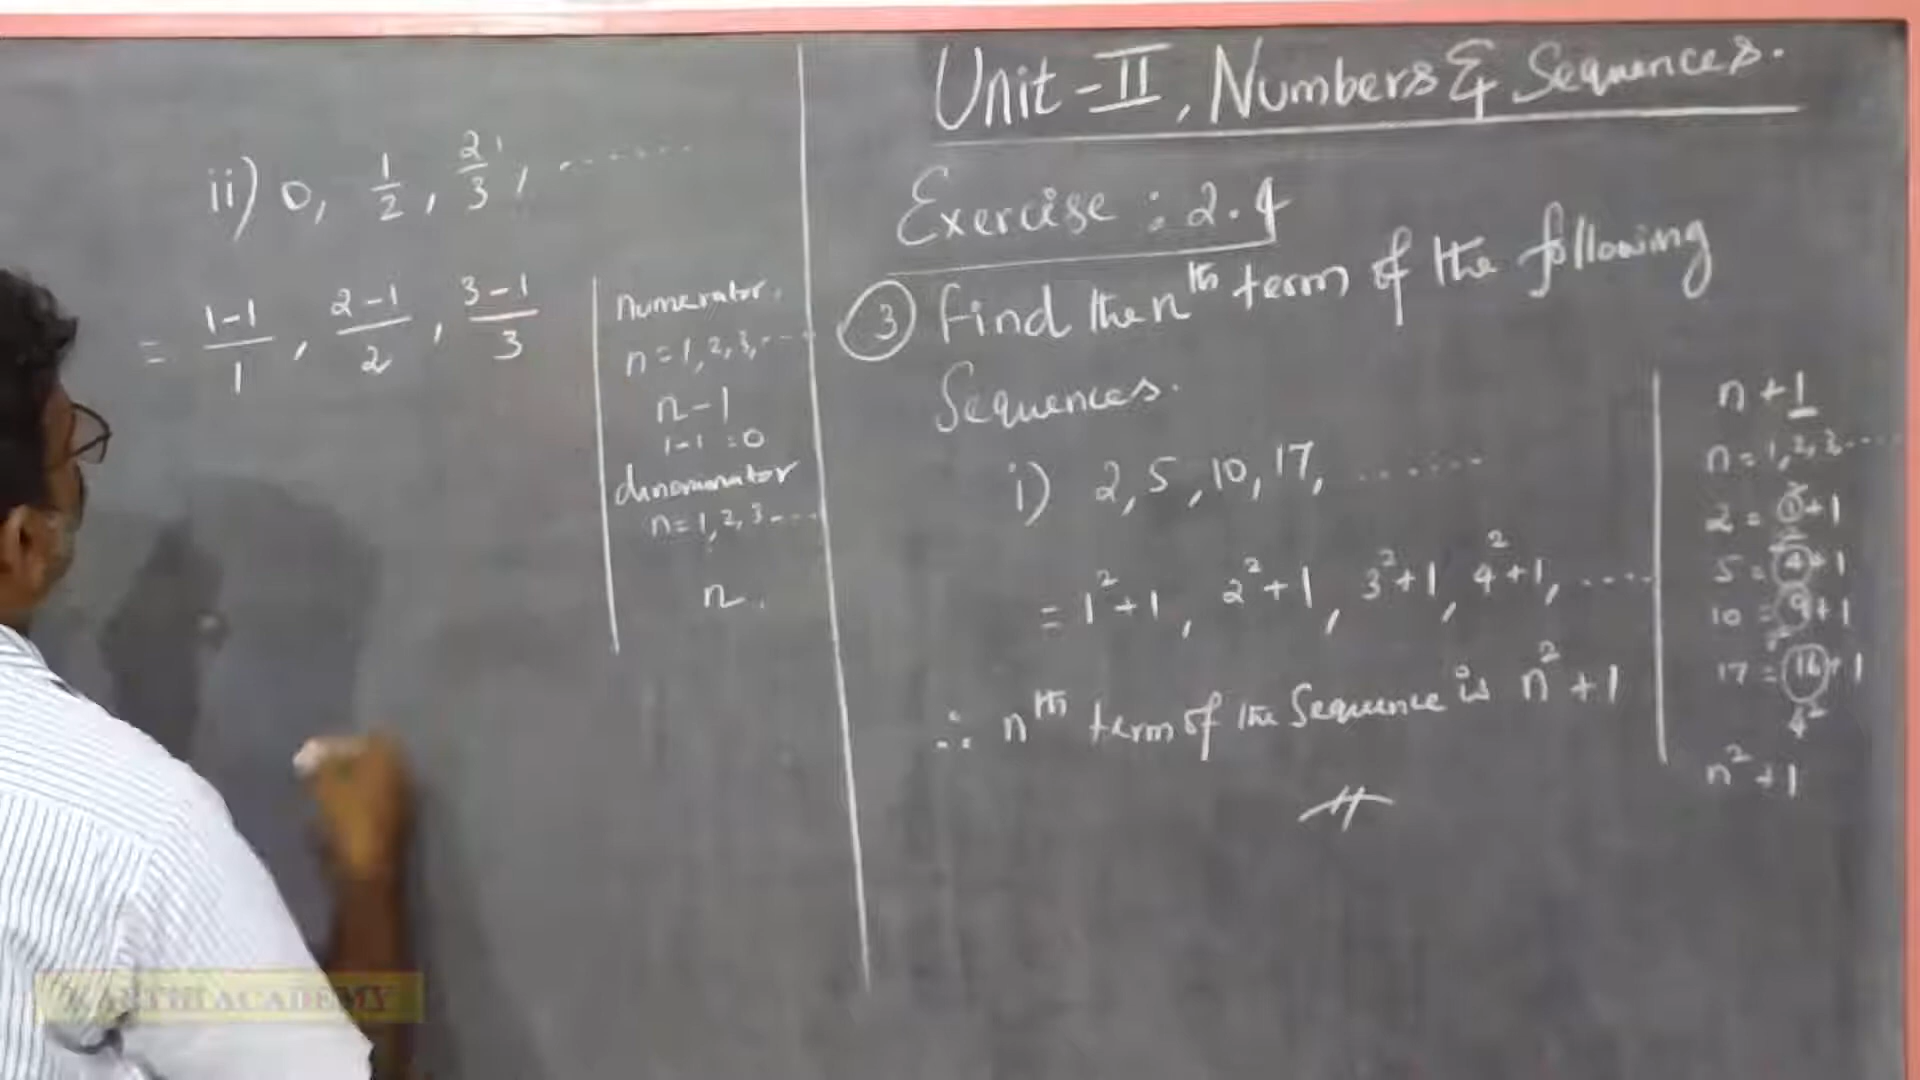 ii) 0, 1/2, 2/3, .......
= 1-1/1, 2-1/2, 3-1/3
numerator.
n = 1, 2, 3, ....
n-1
1-1 = 0
denominator
n = 1, 2, 3 ....
n.
Unit-II, Numbers & Sequences.
Exercise : 2.4
③ Find the nᵗʰ term of the following
Sequences.
i) 2, 5, 10, 17, .......
= 1²+1, 2²+1, 3²+1, 4²+1, ....
∴ nᵗʰ term of the Sequence is n²+1
n+1
n = 1, 2, 3 ....
2 = 1+1
5 = 4+1
10 = 9+1
17 = 16+1
4²
n²+1
ACADEMY